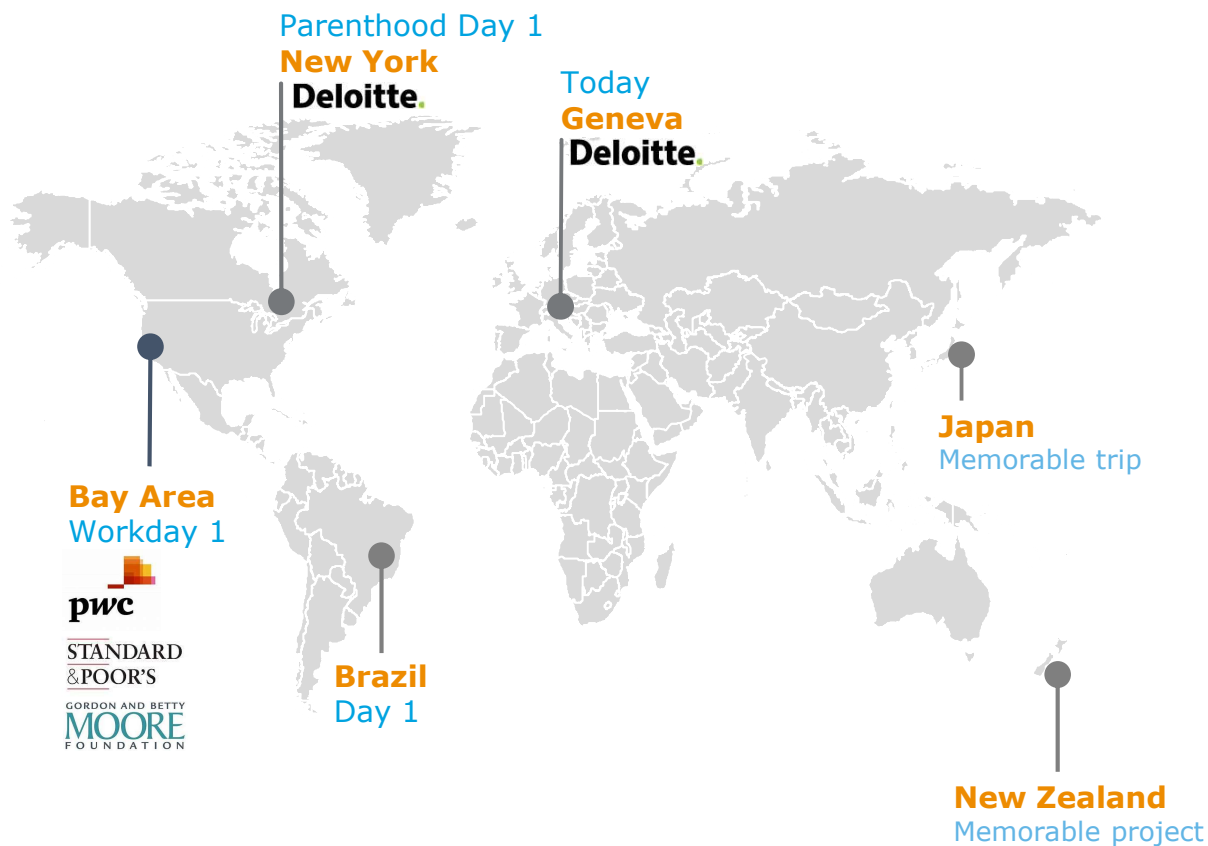 Parenthood Day 1
New York
Deloitte.
Today
Geneva
Deloitte.
Japan
Memorable trip
Bay Area
Workday 1
pwc
STANDARD
&POOR'S
GORDON AND BETTY
MOORE
FOUNDATION
Brazil
Day 1
New Zealand
Memorable project